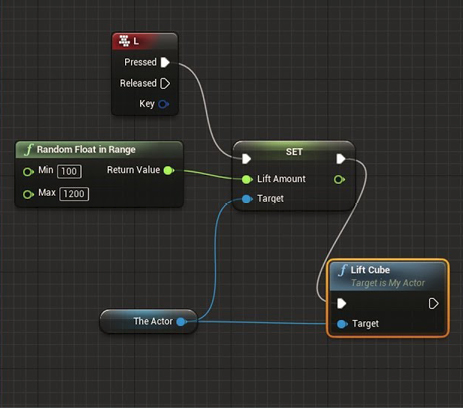 L
Pressed
Released
Key
f Random Float in Range
Min 100
Return Value
Max 1200
SET
Lift Amount
Target
f Lift Cube
Target is My Actor
Target
The Actor